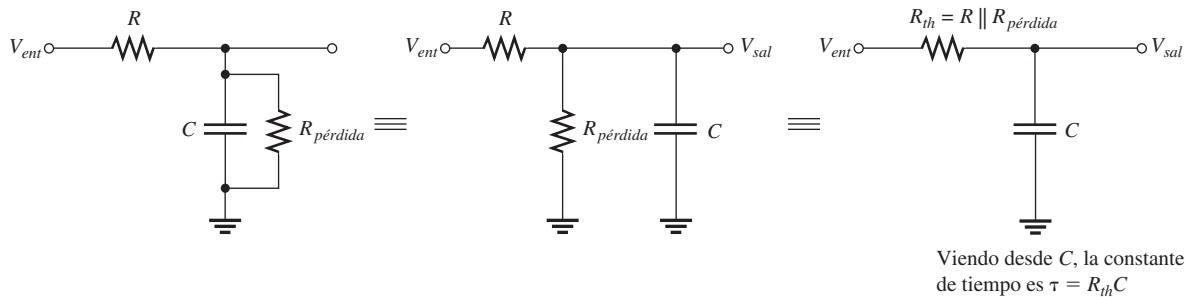 R
V_ent
C
R_pérdida
≡
R
V_ent
V_sal
R_pérdida
C
≡
R_th = R || R_pérdida
V_ent
V_sal
C
Viendo desde C, la constante
de tiempo es τ = R_thC